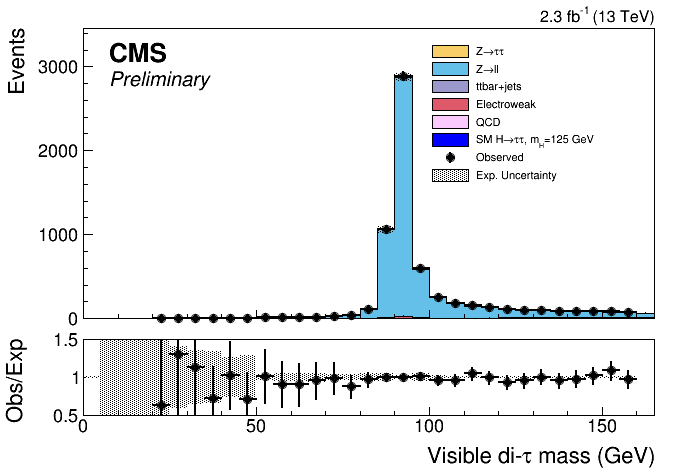 2.3 fb⁻¹ (13 TeV)
CMS
Preliminary
Events
3000
2000
1000
0
Z→ττ
Z→ll
ttbar+jets
Electroweak
QCD
SM H→ττ, m_H=125 GeV
Observed
Exp. Uncertainty
Obs/Exp
1.5
1
0.5
0
50
100
150
Visible di-τ mass (GeV)